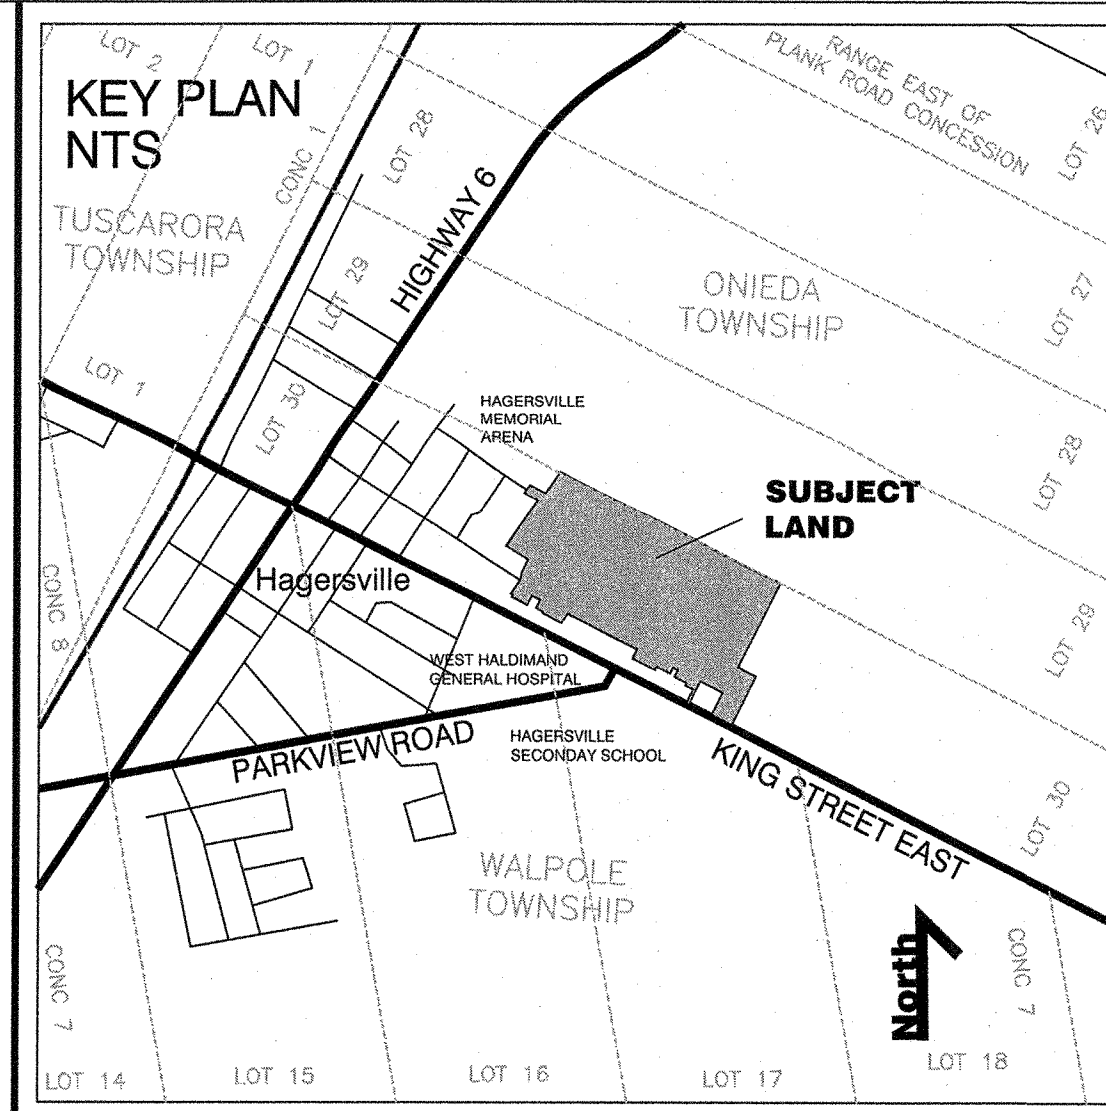 LOT 2
LOT 1
RANGE EAST OF
PLANK ROAD CONCESSION
KEY PLAN
NTS
CONC 1
LOT 28
LOT 26
TUSCARORA
TOWNSHIP
HIGHWAY 6
LOT 29
ONIEDA
TOWNSHIP
LOT 27
LOT 1
LOT 30
HAGERSVILLE
MEMORIAL
ARENA
LOT 28
SUBJECT
LAND
Hagersville
CONC 8
LOT 29
WEST HALDIMAND
GENERAL HOSPITAL
PARKVIEW ROAD
HAGERSVILLE
SECONDAY SCHOOL
KING STREET EAST
LOT 30
WALPOLE
TOWNSHIP
North
CONC 7
CONC 7
LOT 14
LOT 15
LOT 16
LOT 17
LOT 18